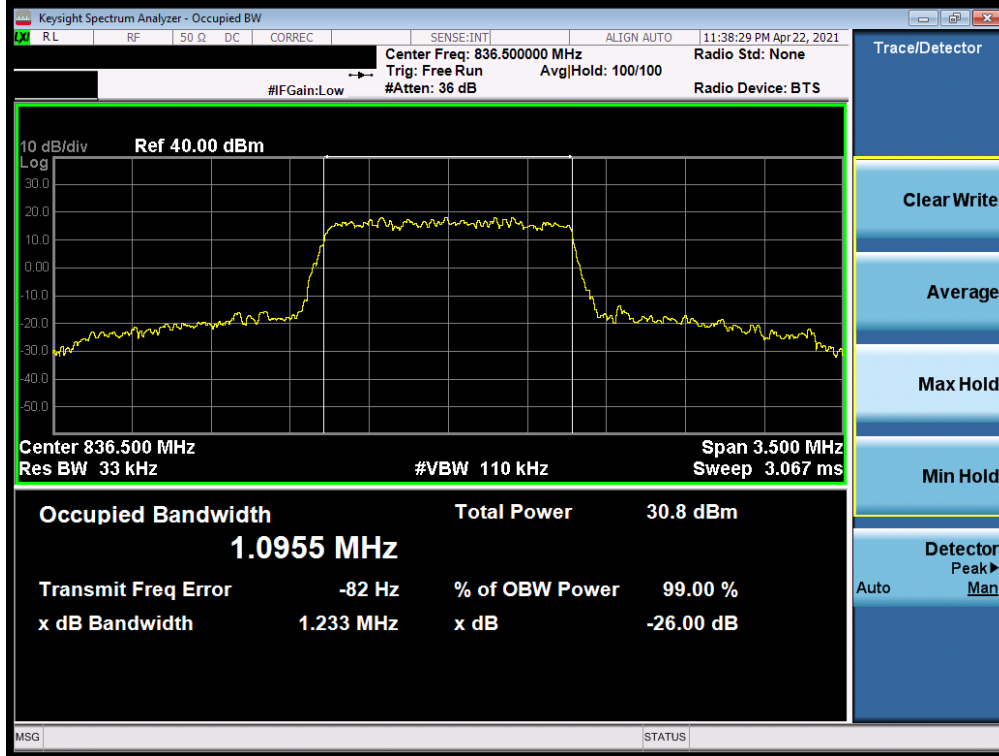 Keysight Spectrum Analyzer - Occupied BW
LXI RL RF 50 Ω DC CORREC SENSE:INT ALIGN AUTO 11:38:29 PM Apr 22, 2021
Center Freq: 836.500000 MHz Radio Std: None
Trig: Free Run Avg|Hold: 100/100
#IFGain:Low #Atten: 36 dB Radio Device: BTS
Trace/Detector
10 dB/div Ref 40.00 dBm
Log
30.0
20.0
10.0
0.00
-10.0
-20.0
-30.0
-40.0
-50.0
Center 836.500 MHz Span 3.500 MHz
Res BW 33 kHz #VBW 110 kHz Sweep 3.067 ms
Occupied Bandwidth Total Power 30.8 dBm
1.0955 MHz
Transmit Freq Error -82 Hz % of OBW Power 99.00 %
x dB Bandwidth 1.233 MHz x dB -26.00 dB
Clear Write
Average
Max Hold
Min Hold
Detector
Peak▶
Auto Man
MSG STATUS